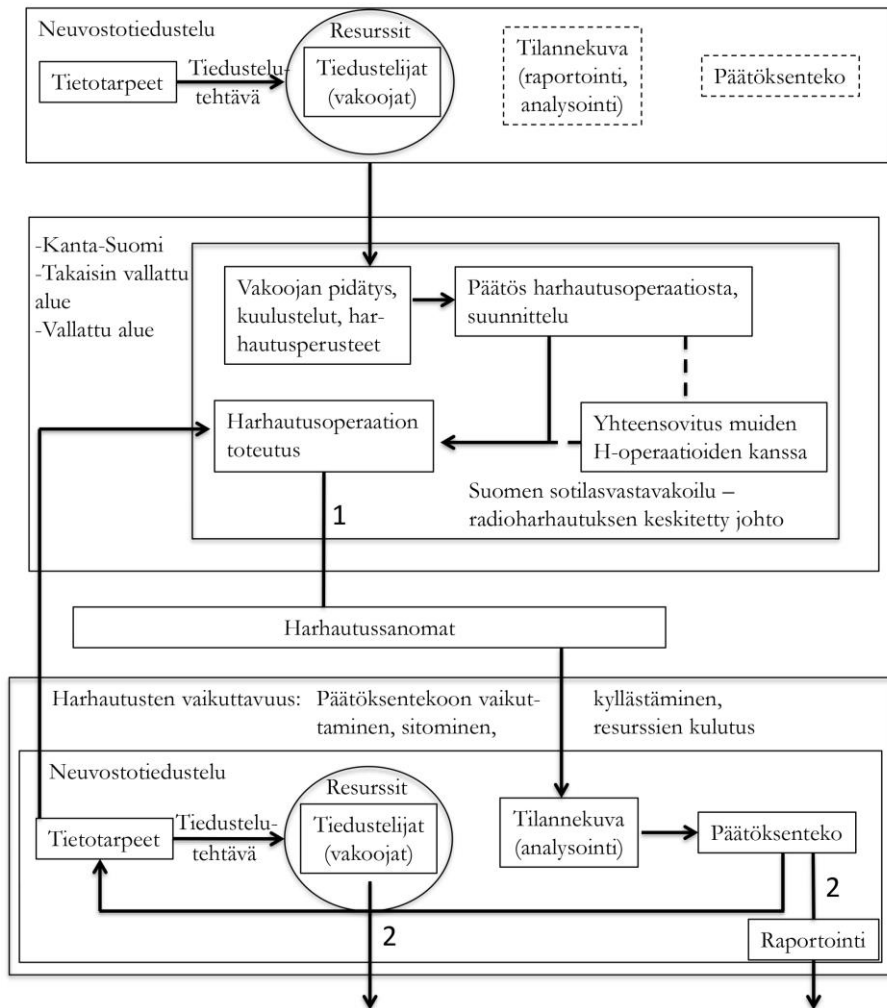 Neuvostotiedustelu
Resurssit
Tietotarpeet
Tiedustelu-
tehtävä
Tiedustelijat
(vakoojat)
Tilannekuva
(raportointi,
analysointi)
Päätöksenteko
-Kanta-Suomi
-Takaisin vallattu
alue
-Vallattu alue
Vakoojan pidätys,
kuulustelut, har-
hautusperusteet
Päätös harhautusoperaatiosta,
suunnittelu
Harhautusoperaation
toteutus
Yhteensovitus muiden
H-operaatioiden kanssa
Suomen sotilasvastavakoilu –
radioharhautuksen keskitetty johto
1
Harhautussanomat
Harhautusten vaikuttavuus:
Päätöksentekoon vaikut-
taminen, sitominen,
kyllästäminen,
resurssien kulutus
Neuvostotiedustelu
Resurssit
Tietotarpeet
Tiedustelu-
tehtävä
Tiedustelijat
(vakoojat)
Tilannekuva
(analysointi)
Päätöksenteko
2
2
Raportointi